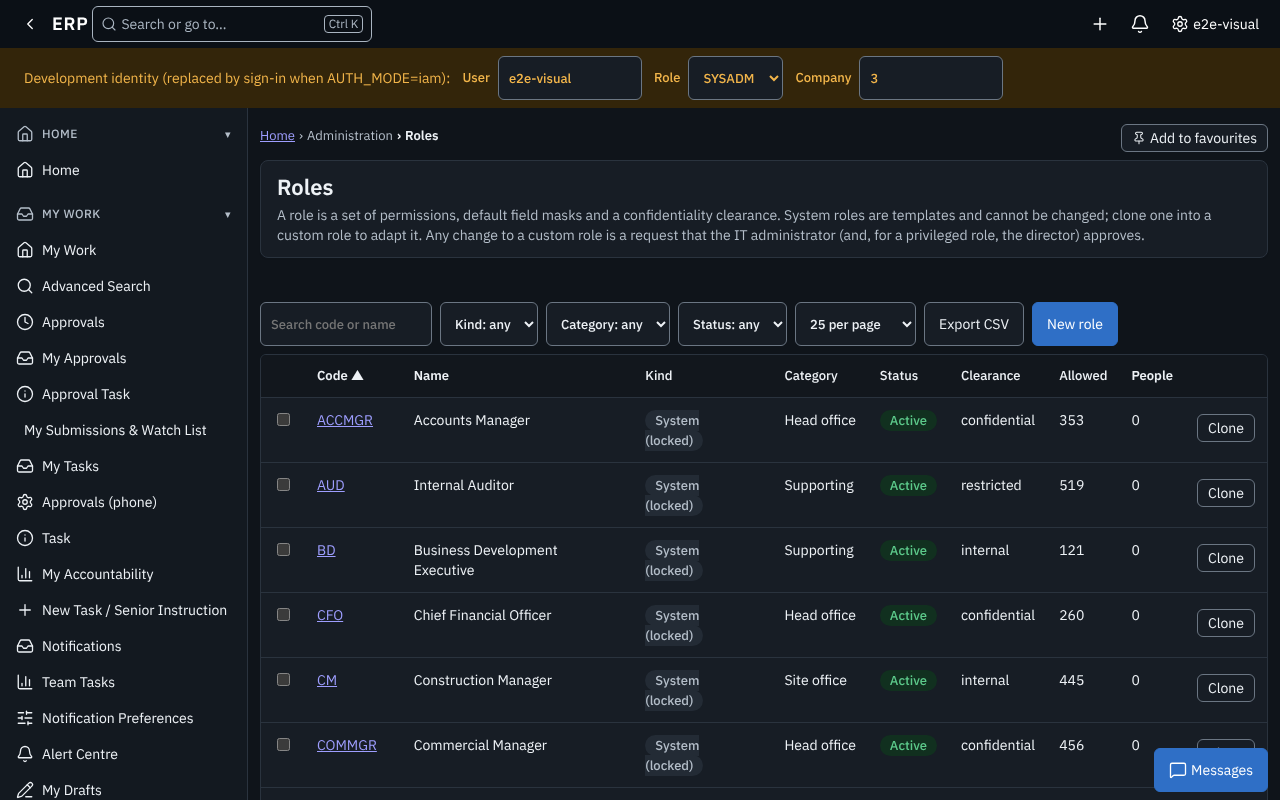 ERP
Search or go to...
Ctrl K
e2e-visual
Development identity (replaced by sign-in when AUTH_MODE=iam):
User
e2e-visual
Role
SYSADM
Company
3
HOME
Home
MY WORK
My Work
Advanced Search
Approvals
My Approvals
Approval Task
My Submissions & Watch List
My Tasks
Approvals (phone)
Task
My Accountability
New Task / Senior Instruction
Notifications
Team Tasks
Notification Preferences
Alert Centre
My Drafts
Home › Administration › Roles
Add to favourites
Roles
A role is a set of permissions, default field masks and a confidentiality clearance. System roles are templates and cannot be changed; clone one into a
custom role to adapt it. Any change to a custom role is a request that the IT administrator (and, for a privileged role, the director) approves.
Search code or name
Kind: any
Category: any
Status: any
25 per page
Export CSV
New role
Code ▲ Name Kind Category Status Clearance Allowed People
ACCMGR Accounts Manager System (locked) Head office Active confidential 353 0 Clone
AUD Internal Auditor System (locked) Supporting Active restricted 519 0 Clone
BD Business Development Executive System (locked) Supporting Active internal 121 0 Clone
CFO Chief Financial Officer System (locked) Head office Active confidential 260 0 Clone
CM Construction Manager System (locked) Site office Active internal 445 0 Clone
COMMGR Commercial Manager System (locked) Head office Active confidential 456 0
Messages